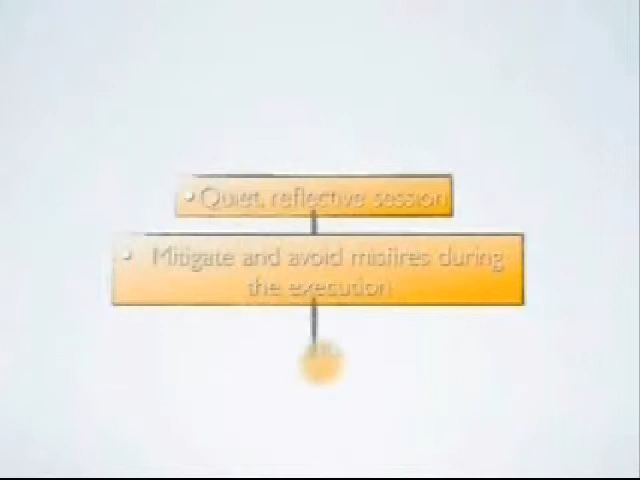 • Quiet, reflective session
• Mitigate and avoid misfires during
the execution